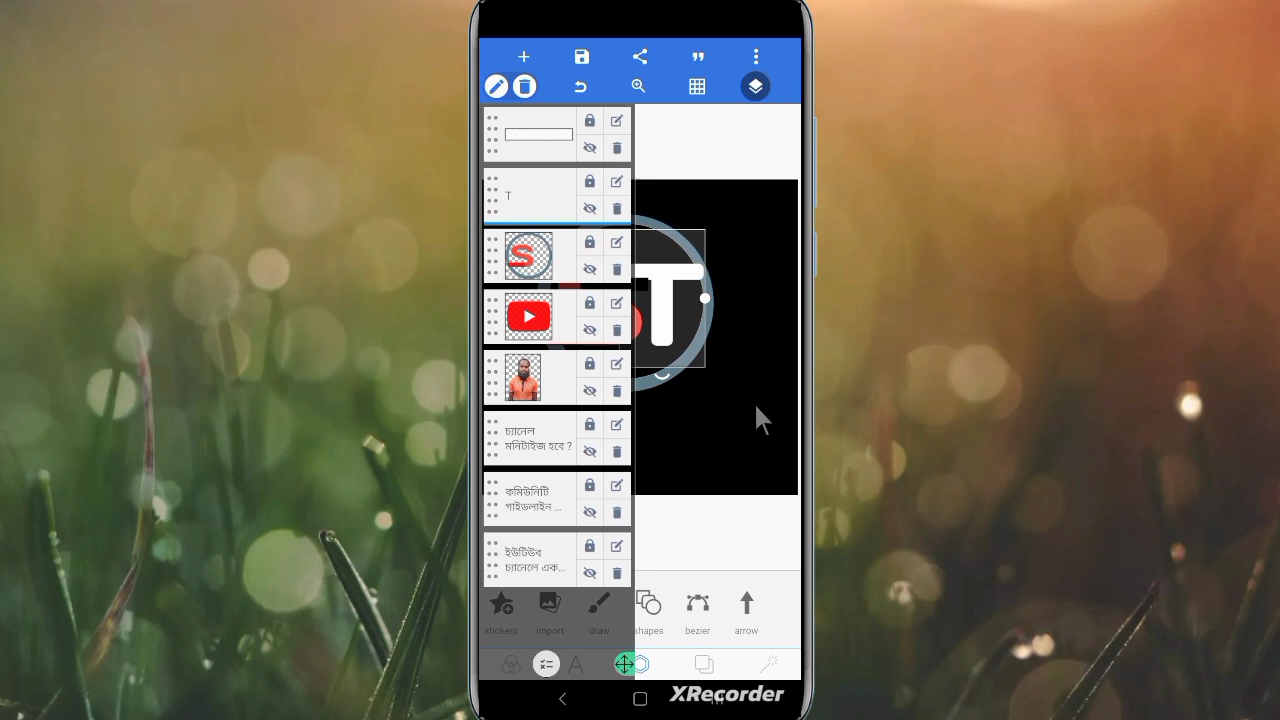 T
S
T
চ্যানেল
মনিটাইজ হবে ?
কমিউনিটি
গাইডলাইন ...
ইউটিউব
চ্যানেলে এক...
stickers
import
draw
shapes
bezier
arrow
A
XRecorder